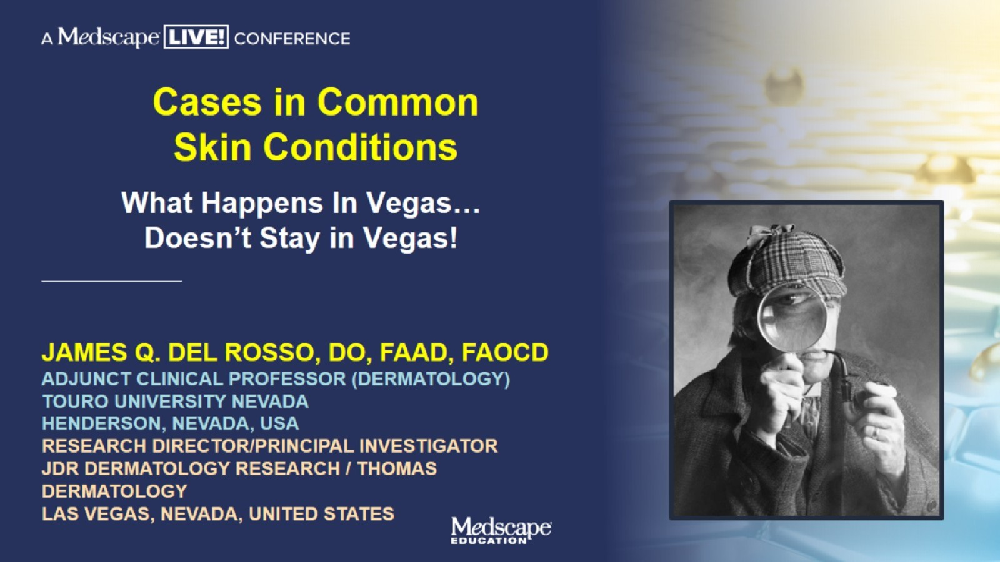 A Medscape LIVE! CONFERENCE
Cases in Common
Skin Conditions
What Happens In Vegas…
Doesn’t Stay in Vegas!
JAMES Q. DEL ROSSO, DO, FAAD, FAOCD
ADJUNCT CLINICAL PROFESSOR (DERMATOLOGY)
TOURO UNIVERSITY NEVADA
HENDERSON, NEVADA, USA
RESEARCH DIRECTOR/PRINCIPAL INVESTIGATOR
JDR DERMATOLOGY RESEARCH / THOMAS
DERMATOLOGY
LAS VEGAS, NEVADA, UNITED STATES
Medscape
EDUCATION